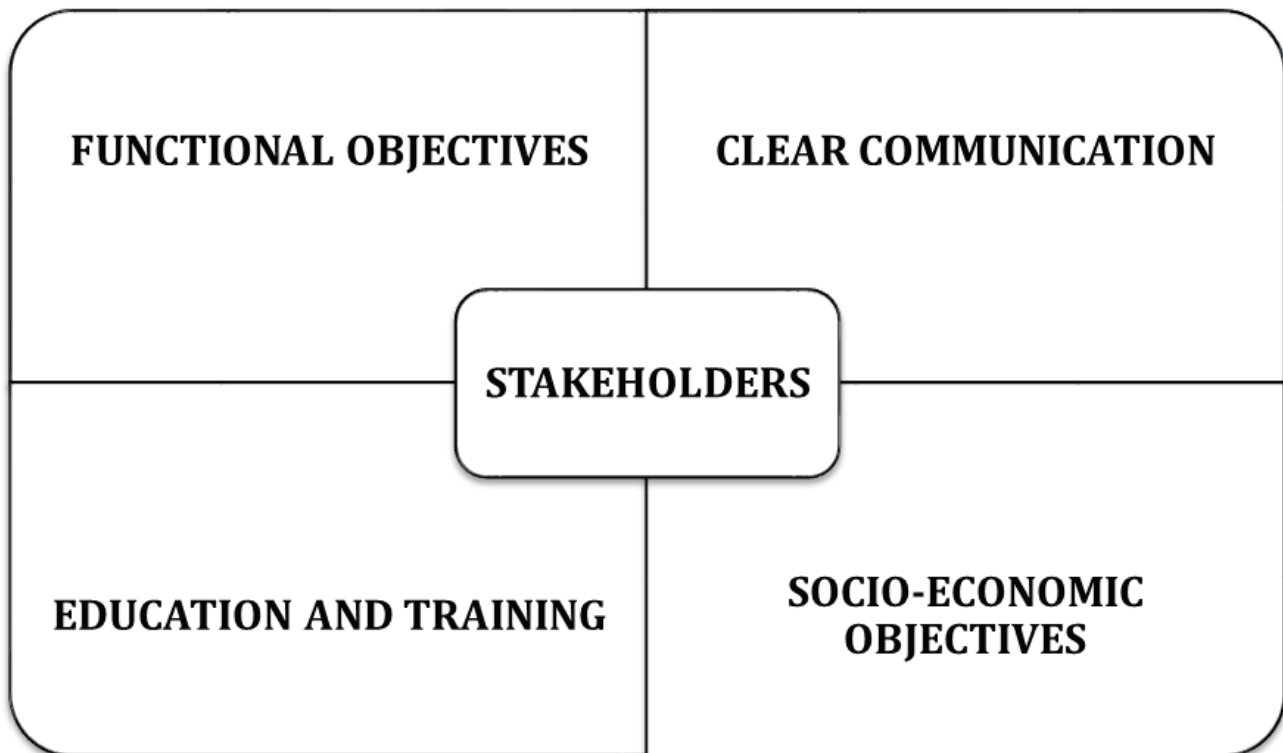 FUNCTIONAL OBJECTIVES
CLEAR COMMUNICATION
STAKEHOLDERS
EDUCATION AND TRAINING
SOCIO-ECONOMIC
OBJECTIVES